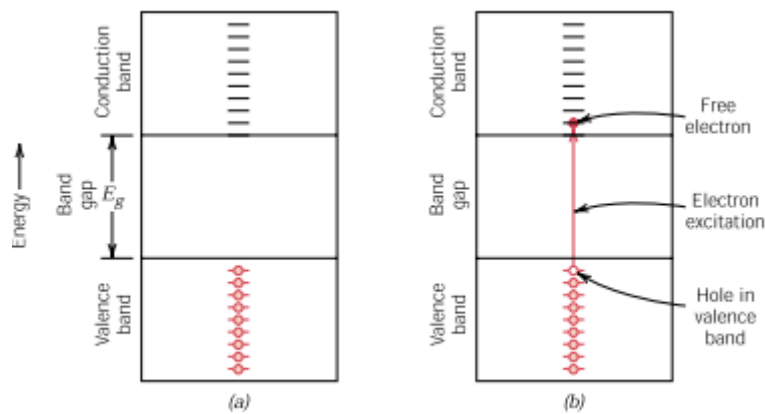 Energy
Conduction
band
Band
gap
E_g
Valence
band
(a)
Conduction
band
Band
gap
Valence
band
Free
electron
Electron
excitation
Hole in
valence
band
(b)